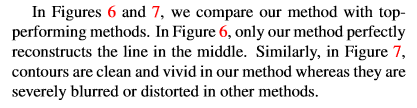 In Figures 6 and 7, we compare our method with top-
performing methods. In Figure 6, only our method perfectly
reconstructs the line in the middle. Similarly, in Figure 7,
contours are clean and vivid in our method whereas they are
severely blurred or distorted in other methods.